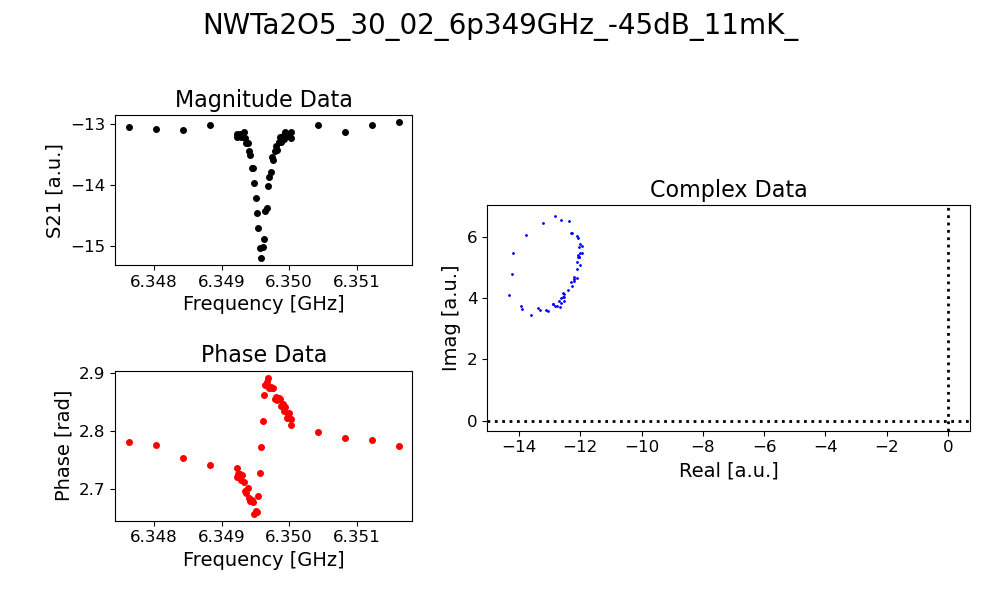 NWTa2O5_30_02_6p349GHz_-45dB_11mK_
Magnitude Data
−13
−14
−15
S21 [a.u.]
6.348 6.349 6.350 6.351
Frequency [GHz]
Phase Data
2.9
2.8
2.7
Phase [rad]
6.348 6.349 6.350 6.351
Frequency [GHz]
Complex Data
6
4
2
0
Imag [a.u.]
−14 −12 −10 −8 −6 −4 −2 0
Real [a.u.]